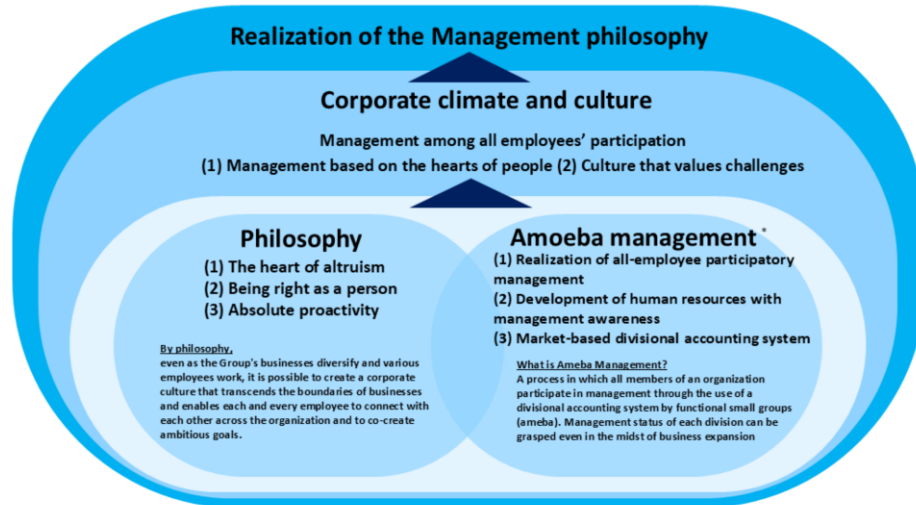 Realization of the Management philosophy
Corporate climate and culture
Management among all employees’ participation
(1) Management based on the hearts of people (2) Culture that values challenges
Philosophy
(1) The heart of altruism
(2) Being right as a person
(3) Absolute proactivity
By philosophy,
even as the Group's businesses diversify and various
employees work, it is possible to create a corporate
culture that transcends the boundaries of businesses
and enables each and every employee to connect with
each other across the organization and to co-create
ambitious goals.
Amoeba management *
(1) Realization of all-employee participatory
management
(2) Development of human resources with
management awareness
(3) Market-based divisional accounting system
What is Ameba Management?
A process in which all members of an organization
participate in management through the use of a
divisional accounting system by functional small groups
(ameba). Management status of each division can be
grasped even in the midst of business expansion